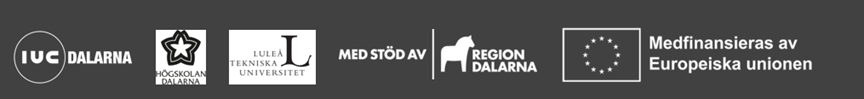 IUC DALARNA
HÖGSKOLAN
DALARNA
LULEÅ
TEKNISKA
UNIVERSITET
L
MED STÖD AV
REGION
DALARNA
Medfinansieras av
Europeiska unionen